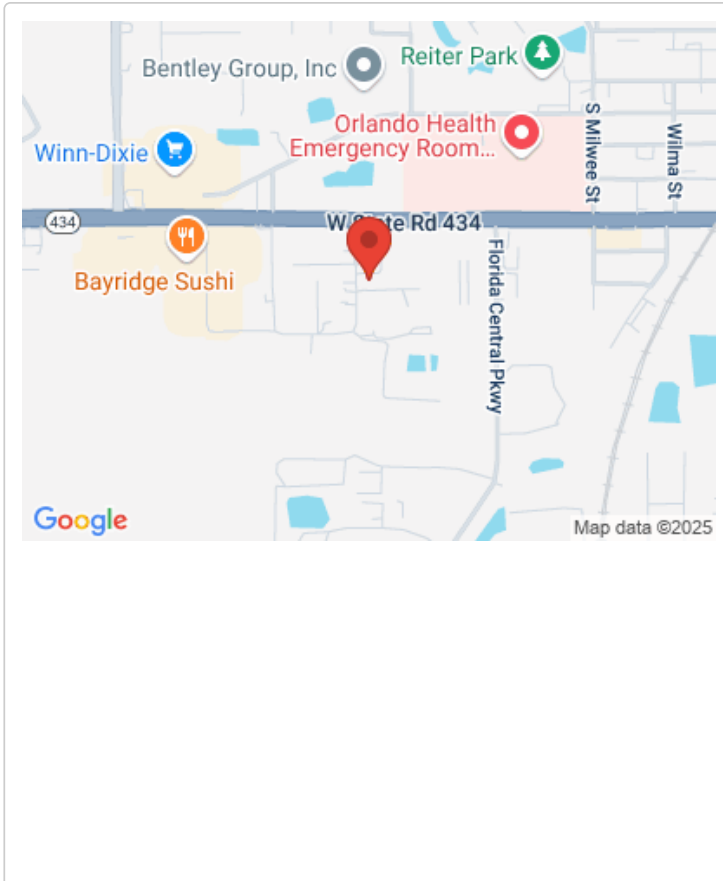 Bentley Group, Inc
Reiter Park
Orlando Health
Emergency Room...
S Milwee St
Wilma St
Winn-Dixie
434
W State Rd 434
Bayridge Sushi
Florida Central Pkwy
Google
Map data ©2025